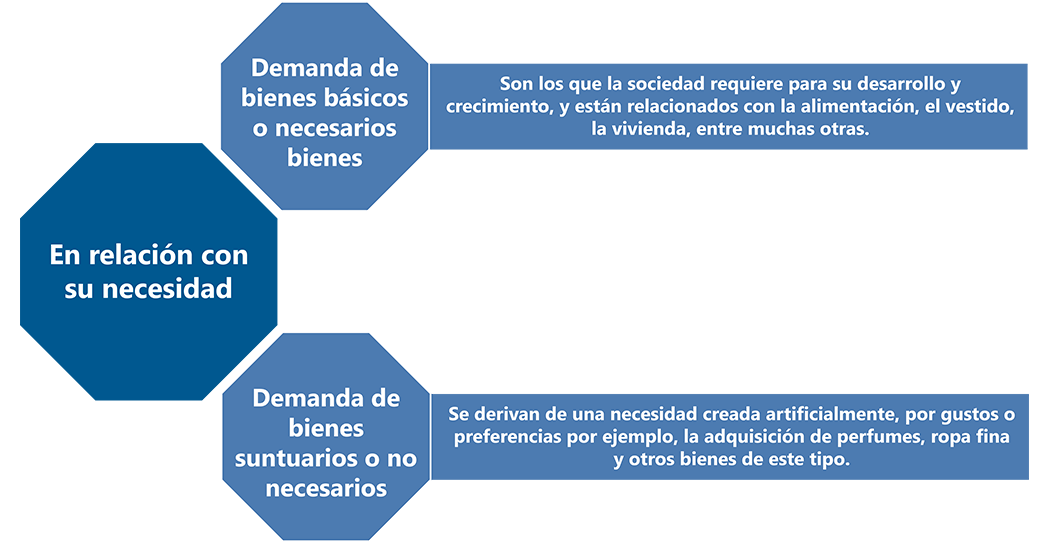 Demanda de
bienes básicos
o necesarios
bienes
Son los que la sociedad requiere para su desarrollo y
crecimiento, y están relacionados con la alimentación, el vestido,
la vivienda, entre muchas otras.
En relación con
su necesidad
Demanda de
bienes
suntuarios o no
necesarios
Se derivan de una necesidad creada artificialmente, por gustos o
preferencias por ejemplo, la adquisición de perfumes, ropa fina
y otros bienes de este tipo.